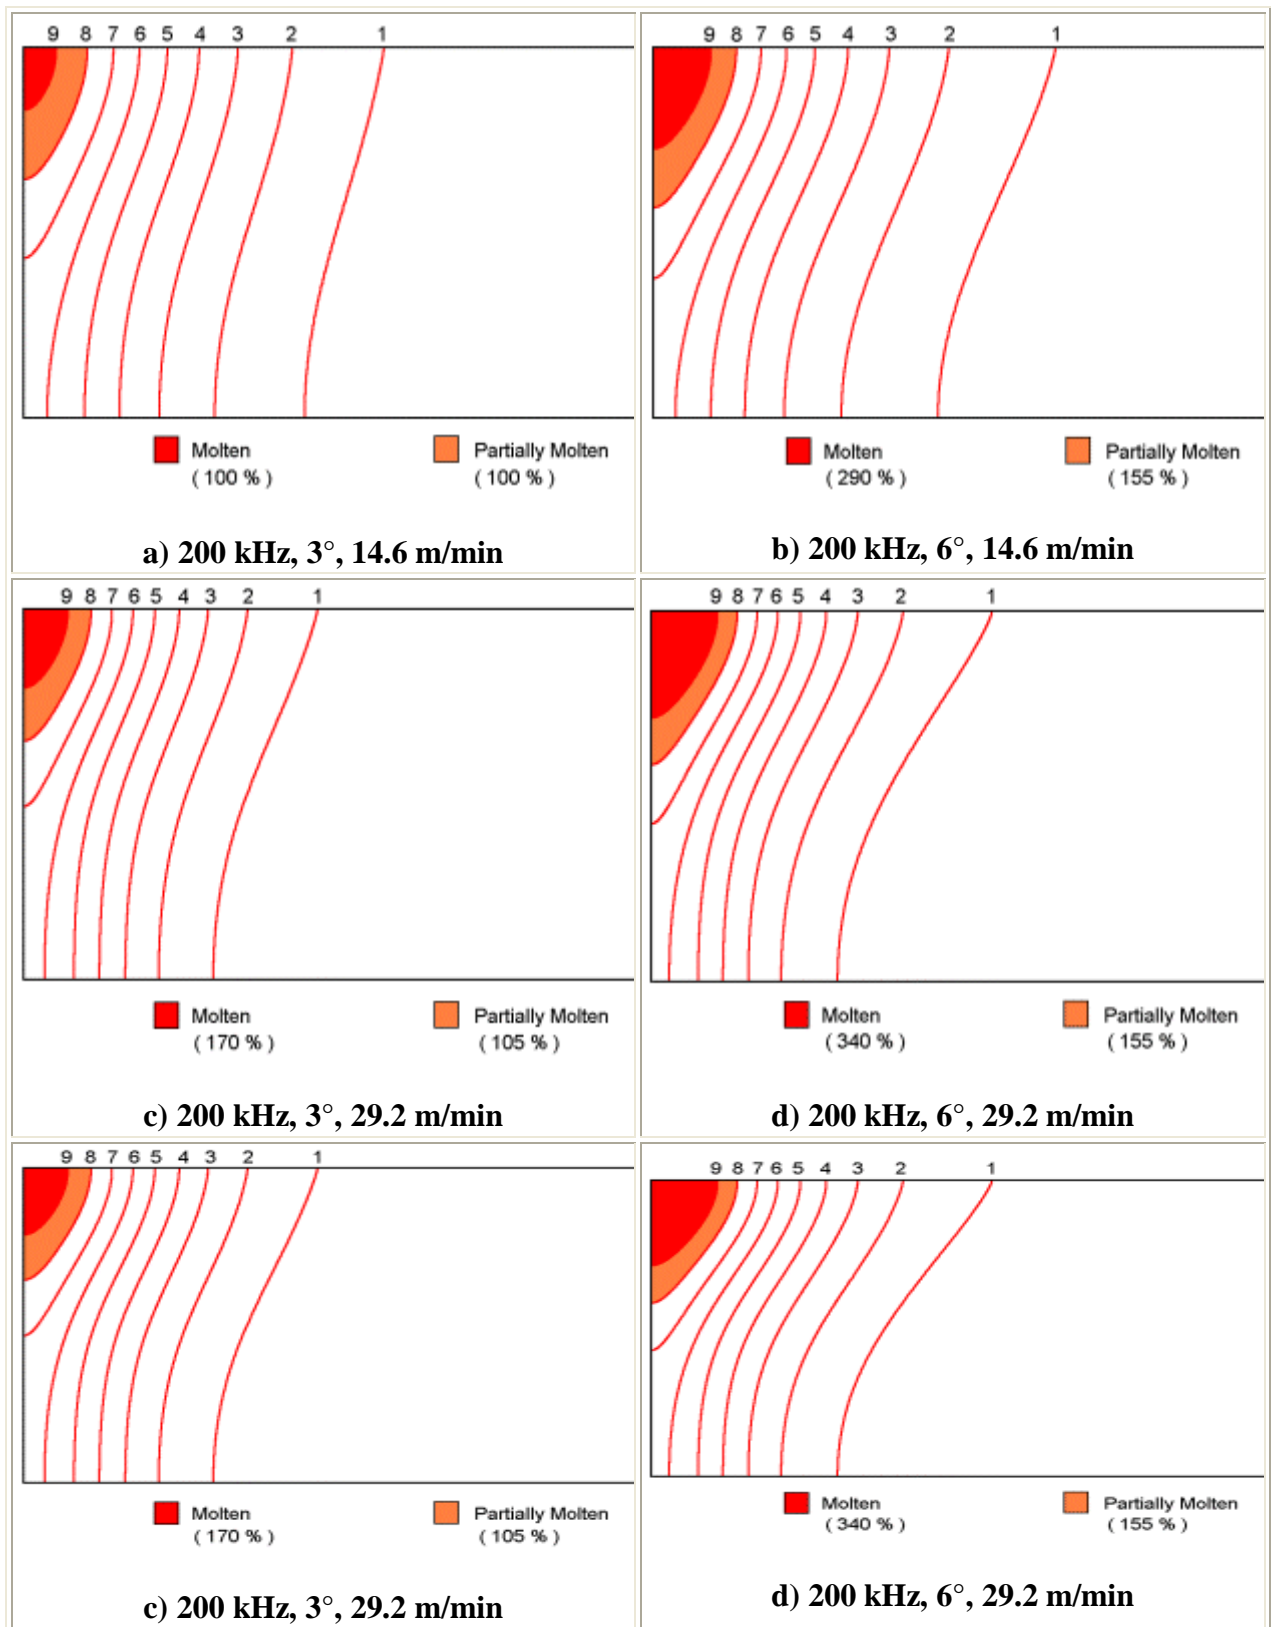 9 8 7 6 5 4 3 2 1
Molten
( 100 % )
Partially Molten
( 100 % )
a) 200 kHz, 3°, 14.6 m/min
9 8 7 6 5 4 3 2 1
Molten
( 290 % )
Partially Molten
( 155 % )
b) 200 kHz, 6°, 14.6 m/min
9 8 7 6 5 4 3 2 1
Molten
( 170 % )
Partially Molten
( 105 % )
c) 200 kHz, 3°, 29.2 m/min
9 8 7 6 5 4 3 2 1
Molten
( 340 % )
Partially Molten
( 155 % )
d) 200 kHz, 6°, 29.2 m/min
9 8 7 6 5 4 3 2 1
Molten
( 170 % )
Partially Molten
( 105 % )
c) 200 kHz, 3°, 29.2 m/min
9 8 7 6 5 4 3 2 1
Molten
( 340 % )
Partially Molten
( 155 % )
d) 200 kHz, 6°, 29.2 m/min